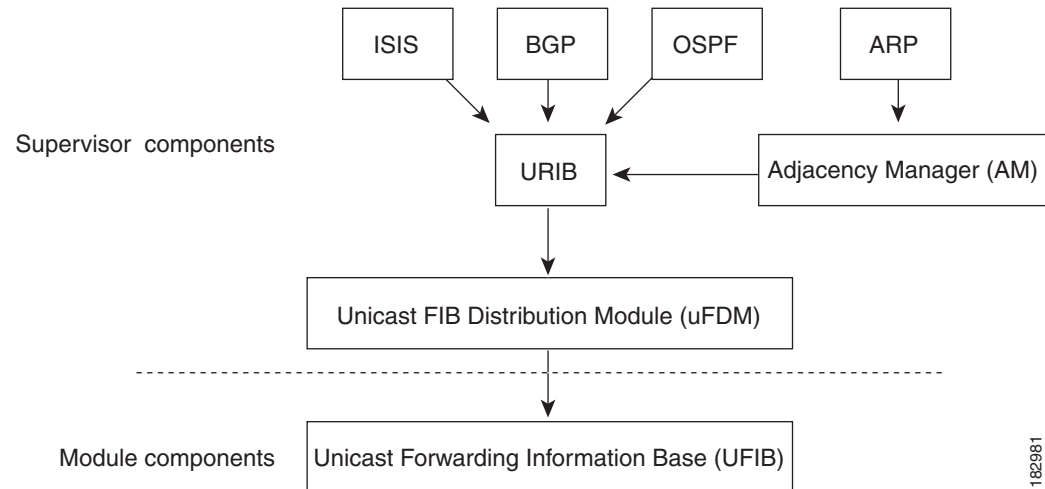 ISIS
BGP
OSPF
ARP
Supervisor components
URIB
Adjacency Manager (AM)
Unicast FIB Distribution Module (uFDM)
Module components
Unicast Forwarding Information Base (UFIB)
182981